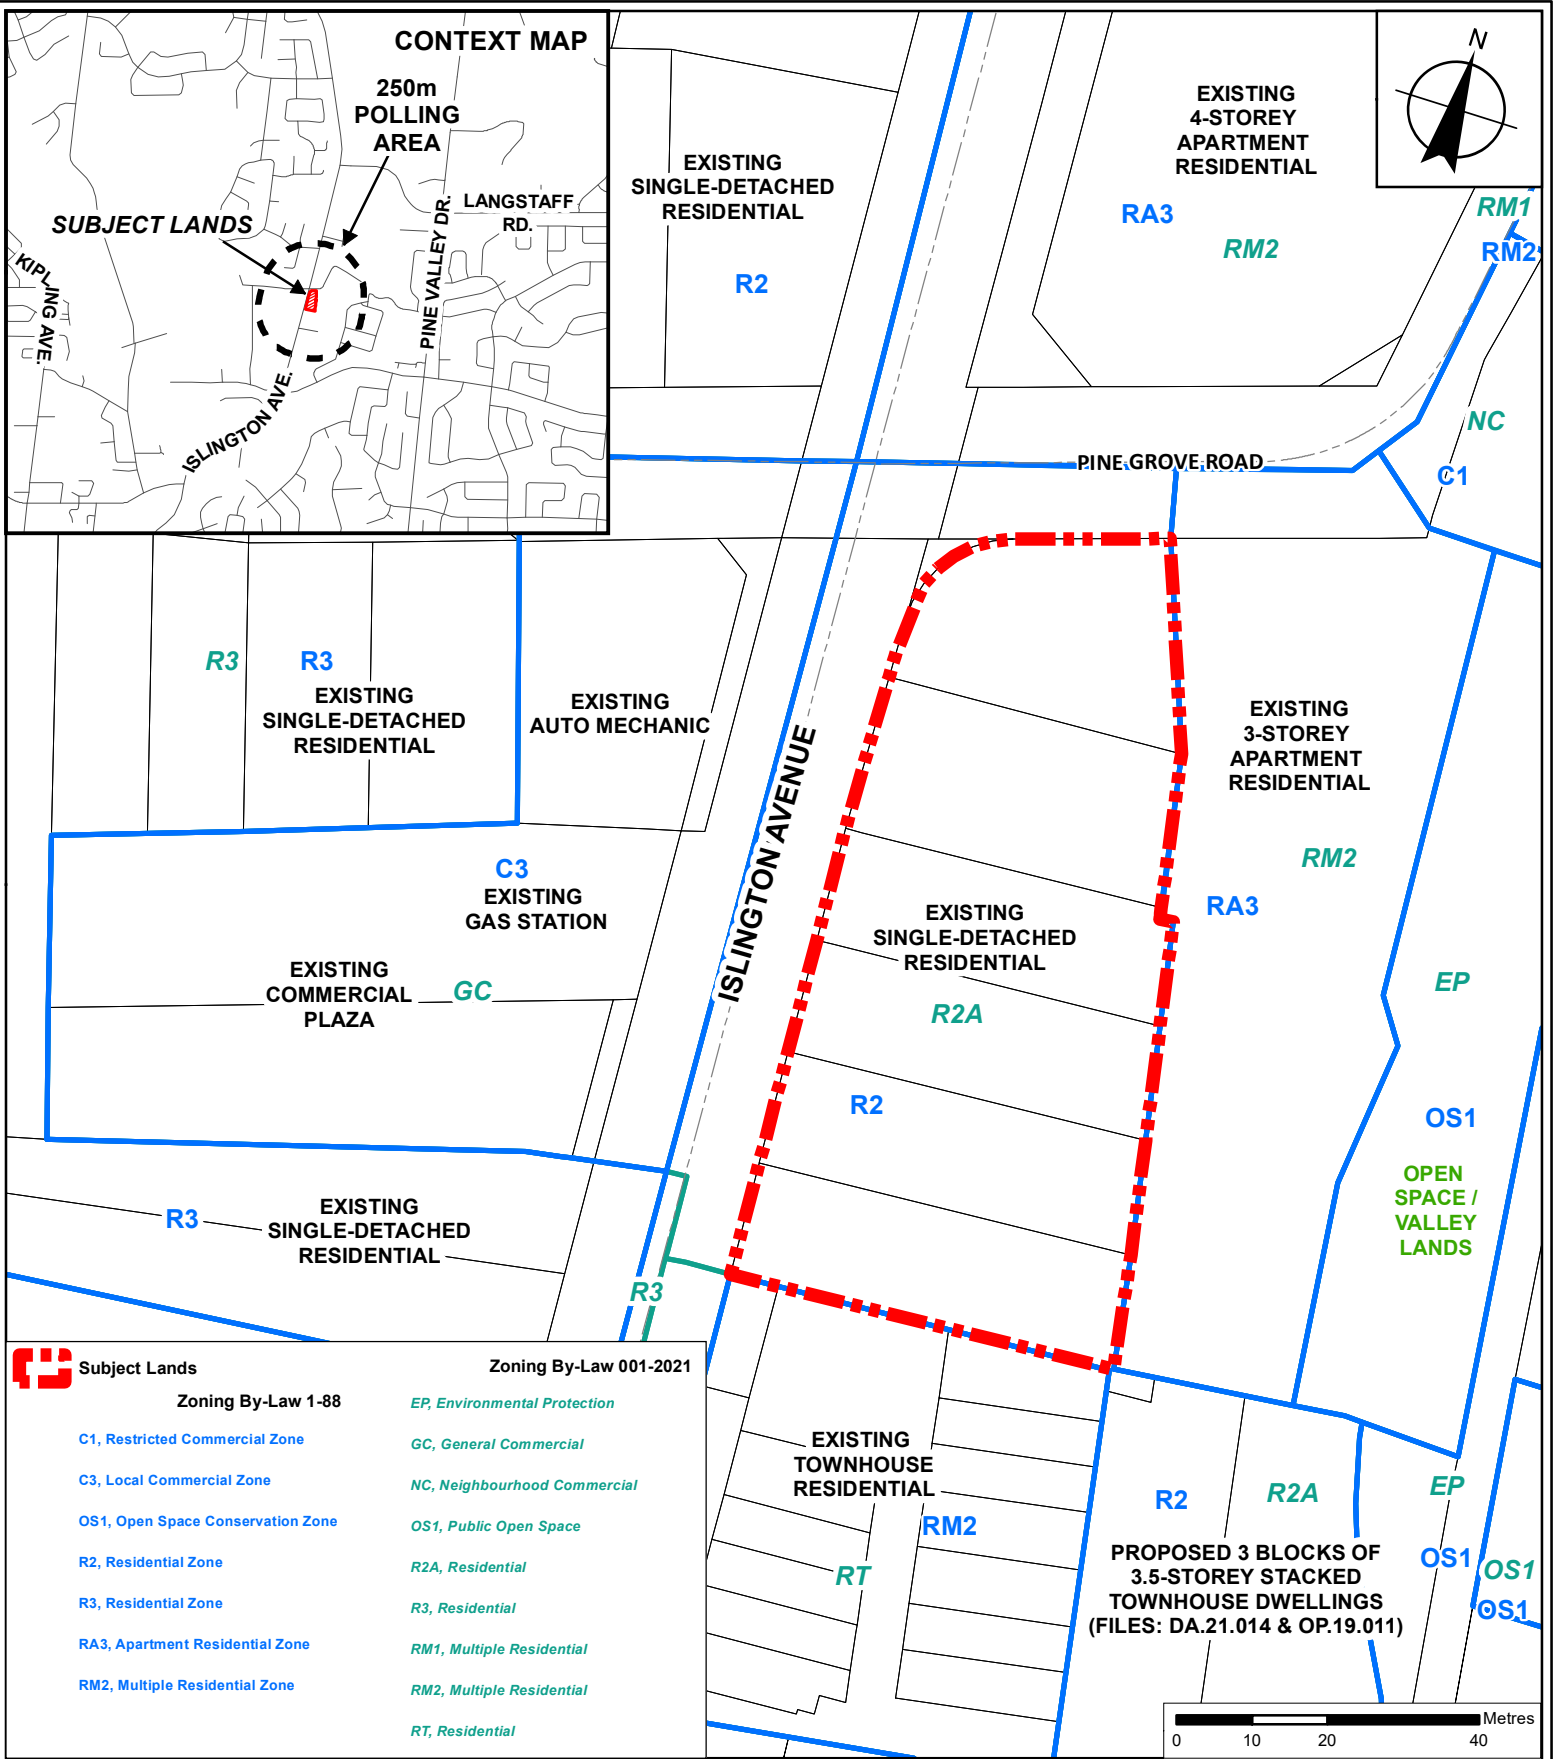 CONTEXT MAP
250m
POLLING
AREA
SUBJECT LANDS
LANGSTAFF
RD.
PINE VALLEY DR.
KIPLING AVE.
ISLINGTON AVE.
N
EXISTING
SINGLE-DETACHED
RESIDENTIAL
R2
EXISTING
4-STOREY
APARTMENT
RESIDENTIAL
RA3
RM2
RM1
RM2
NC
C1
PINE GROVE ROAD
R3
R3
EXISTING
SINGLE-DETACHED
RESIDENTIAL
EXISTING
AUTO MECHANIC
ISLINGTON AVENUE
EXISTING
3-STOREY
APARTMENT
RESIDENTIAL
RM2
RA3
C3
EXISTING
GAS STATION
EXISTING
COMMERCIAL
PLAZA
GC
EXISTING
SINGLE-DETACHED
RESIDENTIAL
R2A
R2
EP
OS1
OPEN
SPACE /
VALLEY
LANDS
R3
EXISTING
SINGLE-DETACHED
RESIDENTIAL
R3
EXISTING
TOWNHOUSE
RESIDENTIAL
RM2
RT
R2
R2A
EP
OS1
OS1
OS1
PROPOSED 3 BLOCKS OF
3.5-STOREY STACKED
TOWNHOUSE DWELLINGS
(FILES: DA.21.014 & OP.19.011)
Subject Lands
Zoning By-Law 1-88
C1, Restricted Commercial Zone
C3, Local Commercial Zone
OS1, Open Space Conservation Zone
R2, Residential Zone
R3, Residential Zone
RA3, Apartment Residential Zone
RM2, Multiple Residential Zone
Zoning By-Law 001-2021
EP, Environmental Protection
GC, General Commercial
NC, Neighbourhood Commercial
OS1, Public Open Space
R2A, Residential
R3, Residential
RM1, Multiple Residential
RM2, Multiple Residential
RT, Residential
Metres
0 10 20 40